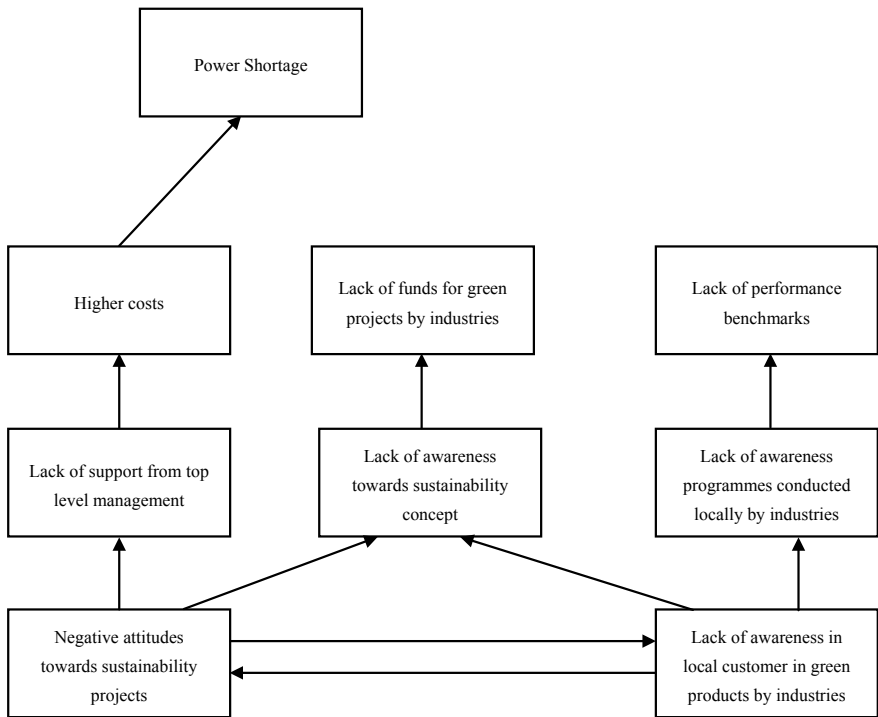 Power Shortage
Higher costs
Lack of funds for green
projects by industries
Lack of performance
benchmarks
Lack of support from top
level management
Lack of awareness
towards sustainability
concept
Lack of awareness
programmes conducted
locally by industries
Negative attitudes
towards sustainability
projects
Lack of awareness in
local customer in green
products by industries